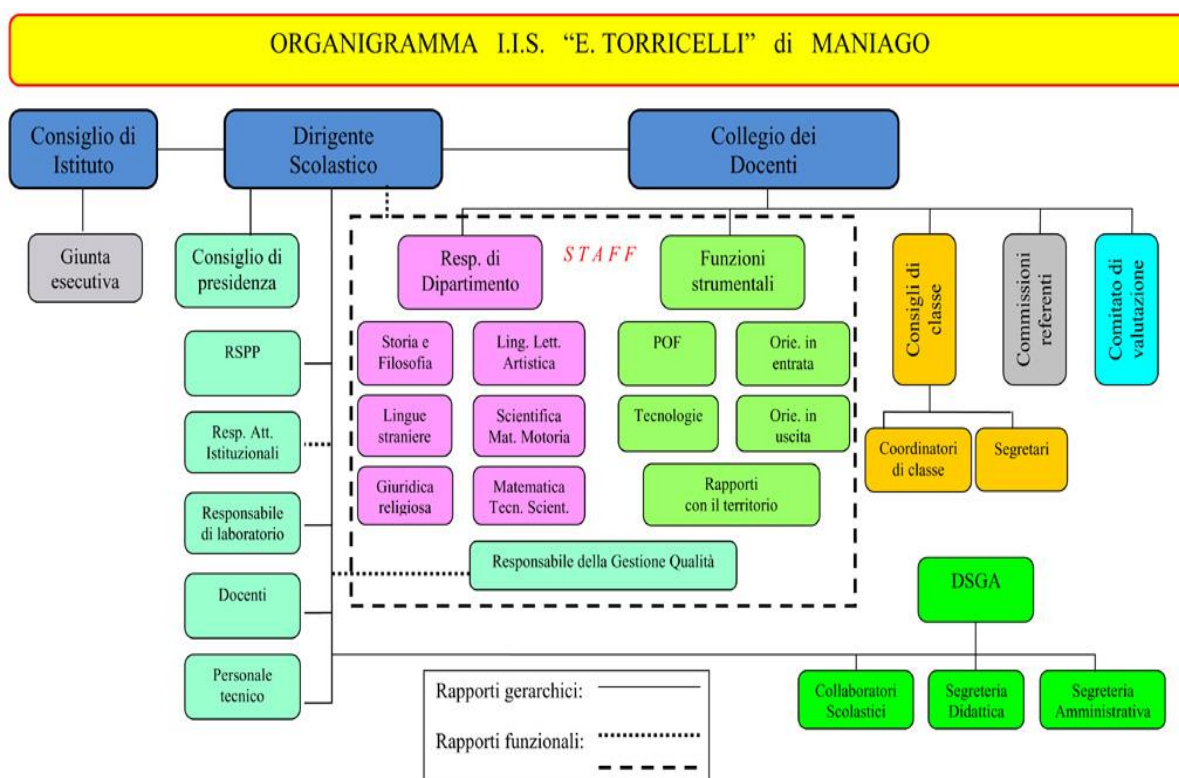 ORGANIGRAMMA I.I.S. “E. TORRICELLI” di MANIAGO
Consiglio di
Istituto
Dirigente
Scolastico
Collegio dei
Docenti
Giunta
esecutiva
Consiglio di
presidenza
RSPP
Resp. Att.
Istituzionali
Responsabile
di laboratorio
Docenti
Personale
tecnico
STAFF
Resp. di
Dipartimento
Storia e
Filosofia
Ling. Lett.
Artistica
Lingue
straniere
Scientifica
Mat. Motoria
Giuridica
religiosa
Matematica
Tecn. Scient.
Funzioni
strumentali
POF
Orie. in
entrata
Tecnologie
Orie. in
uscita
Rapporti
con il territorio
Responsabile della Gestione Qualità
Consigli di
classe
Commissioni
referenti
Comitato di
valutazione
Coordinatori
di classe
Segretari
DSGA
Collaboratori
Scolastici
Segreteria
Didattica
Segreteria
Amministrativa
Rapporti gerarchici:
Rapporti funzionali: